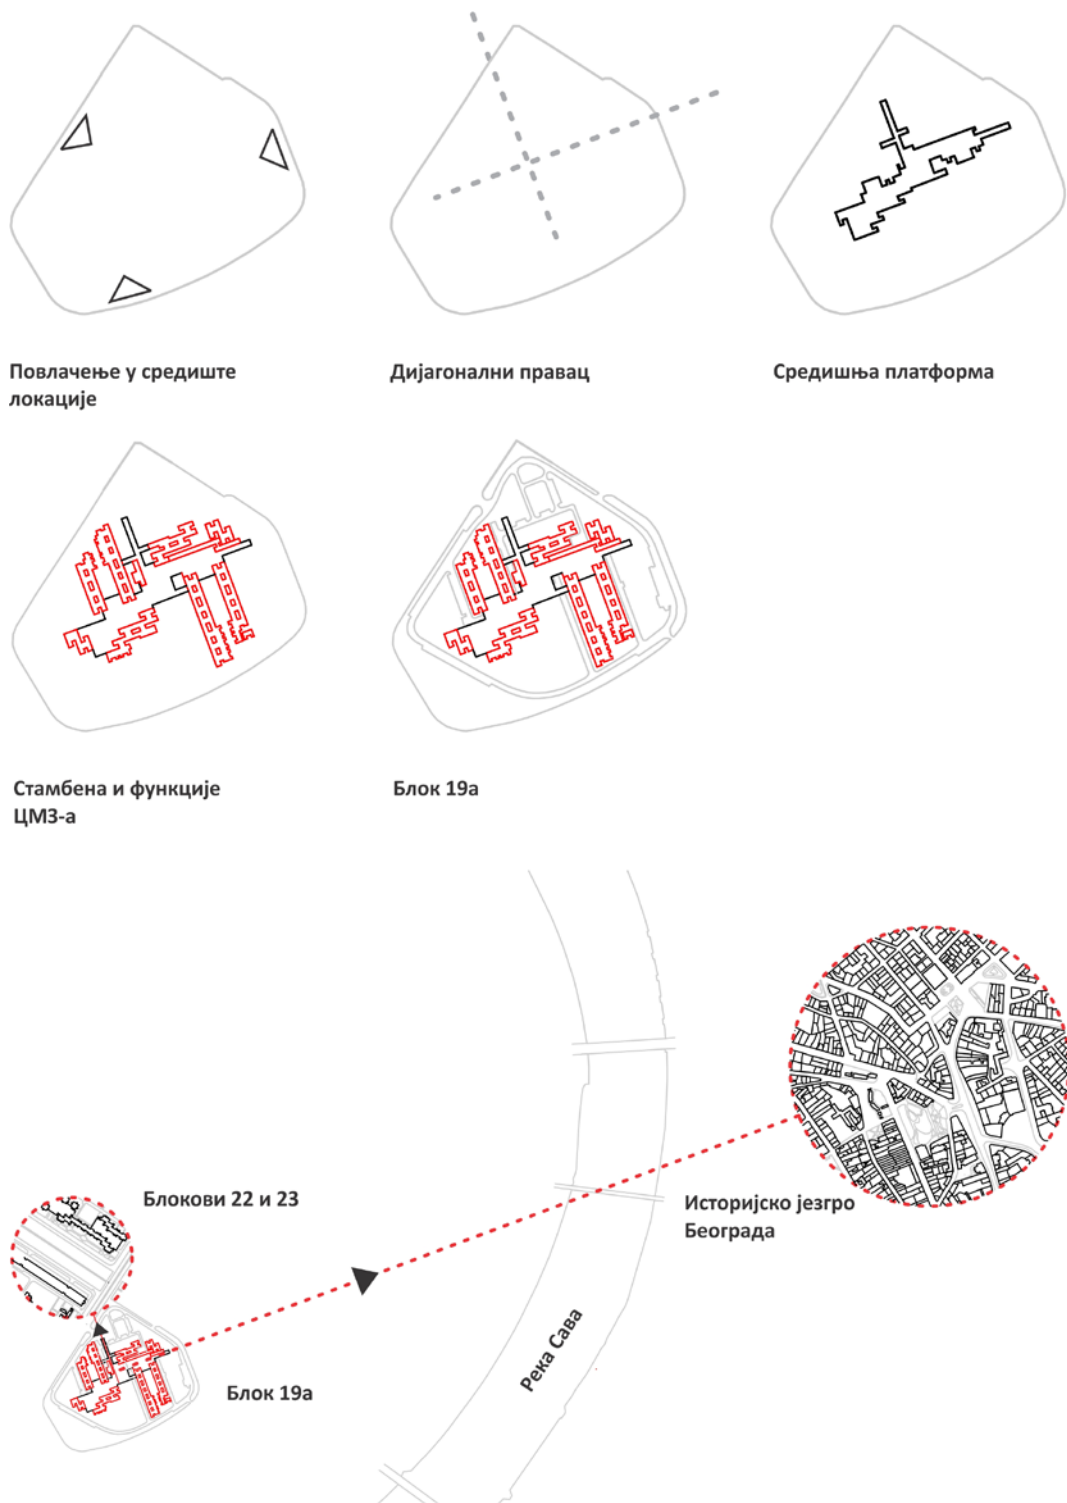 Повлачење у средиште
локације
Дијагонални правац
Средишња платформа
Стамбена и функције
ЦМЗ-а
Блок 19а
Блокови 22 и 23
Историјско језгро
Београда
Река Сава
Блок 19а